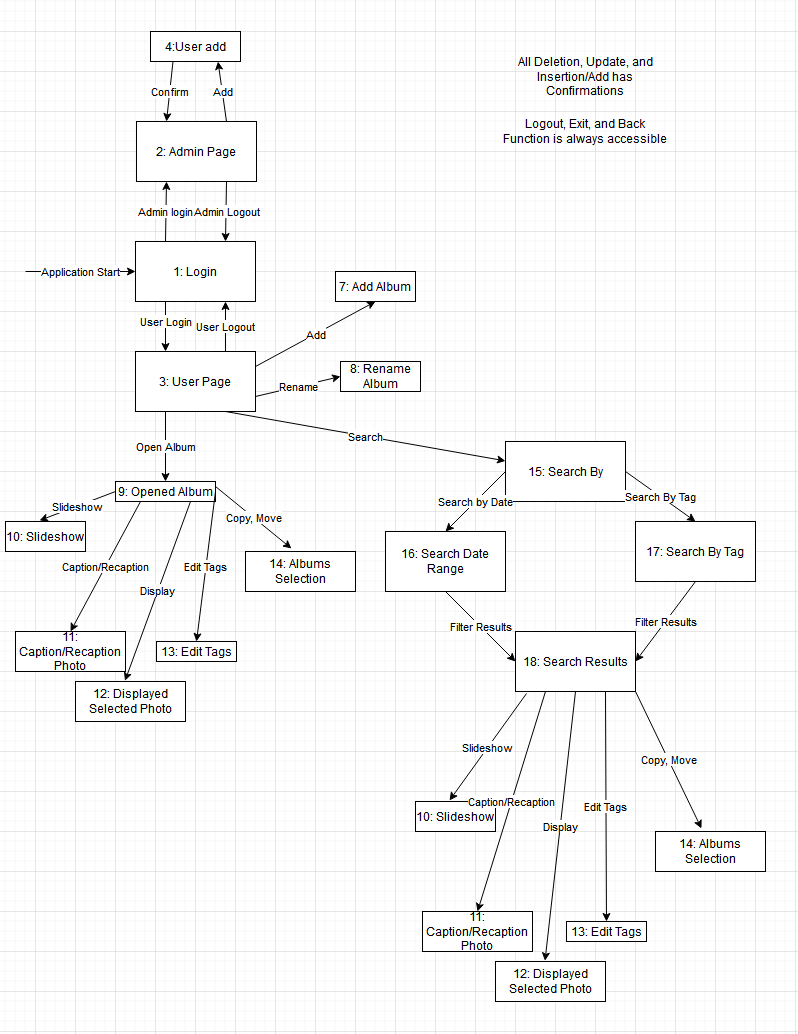 4:User add
All Deletion, Update, and
Insertion/Add has
Confirmations
Confirm
Add
Logout, Exit, and Back
Function is always accessible
2: Admin Page
Admin login
Admin Logout
Application Start
1: Login
7: Add Album
User Login
User Logout
Add
3: User Page
8: Rename
Album
Rename
Search
Open Album
15: Search By
9: Opened Album
Slideshow
Copy, Move
Search by Date
Search By Tag
10: Slideshow
Caption/Recaption
Display
Edit Tags
14: Albums
Selection
16: Search Date
Range
17: Search By Tag
11:
Caption/Recaption
Photo
13: Edit Tags
12: Displayed
Selected Photo
Filter Results
Filter Results
18: Search Results
Slideshow
Copy, Move
Caption/Recaption
Edit Tags
10: Slideshow
Display
14: Albums
Selection
11:
Caption/Recaption
Photo
13: Edit Tags
12: Displayed
Selected Photo